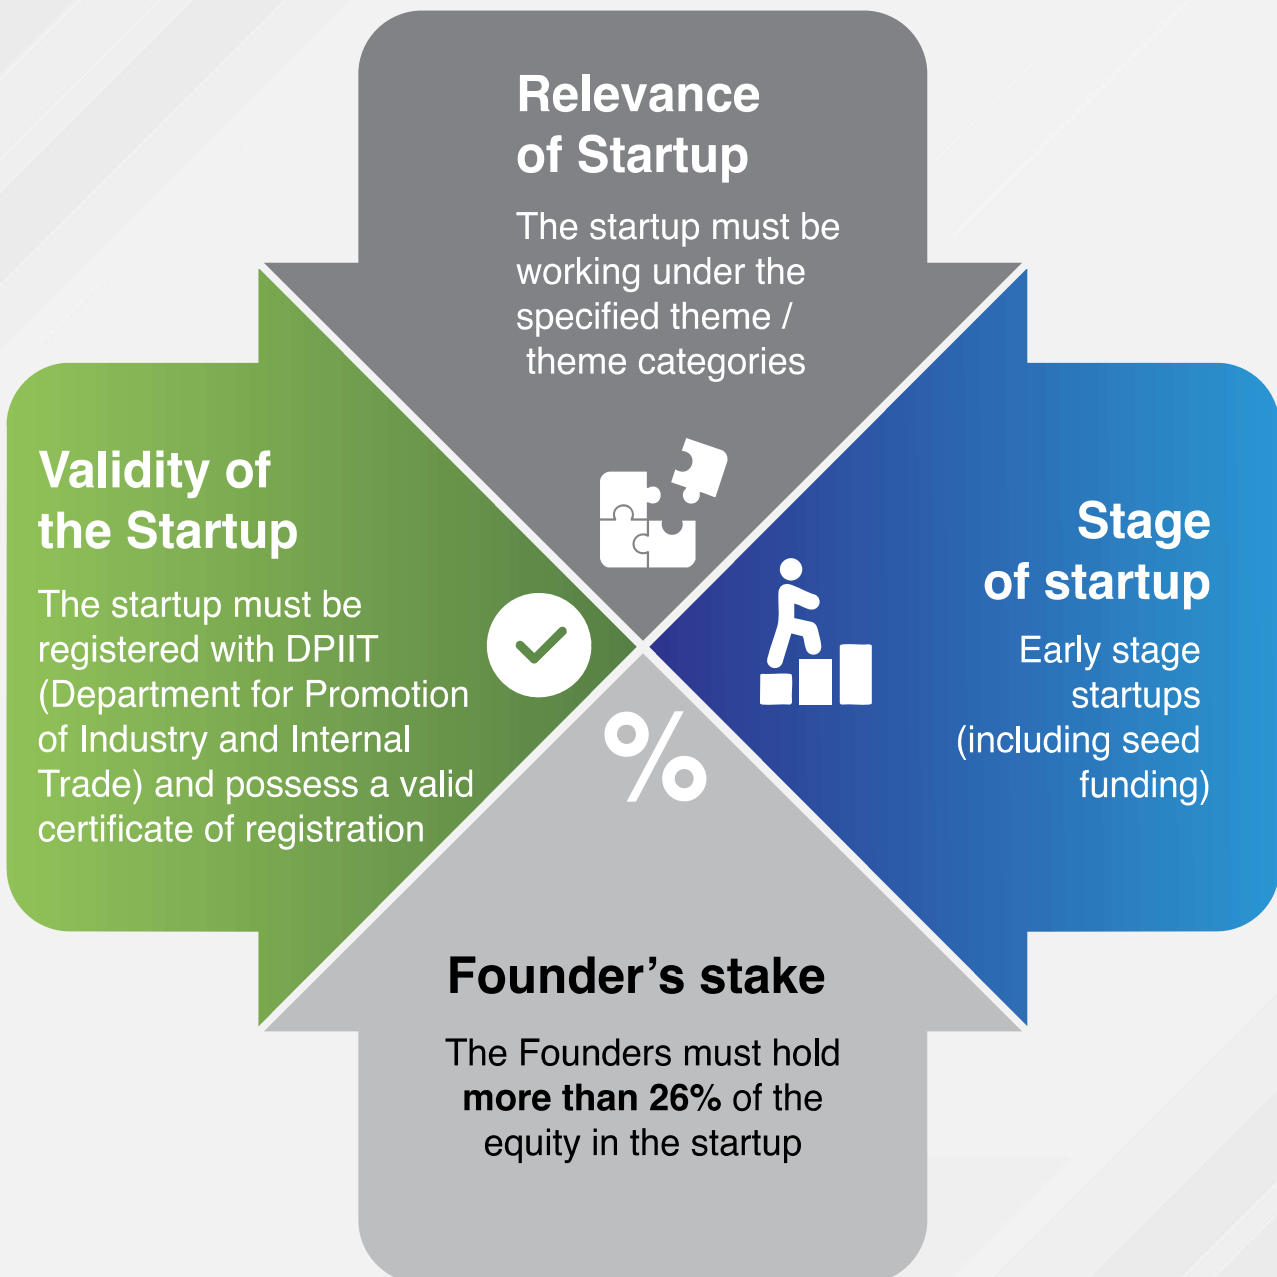 Relevance
of Startup
The startup must be
working under the
specified theme /
theme categories
Validity of
the Startup
The startup must be
registered with DPIIT
(Department for Promotion
of Industry and Internal
Trade) and possess a valid
certificate of registration
Stage
of startup
Early stage
startups
(including seed
funding)
%
Founder’s stake
The Founders must hold
more than 26% of the
equity in the startup